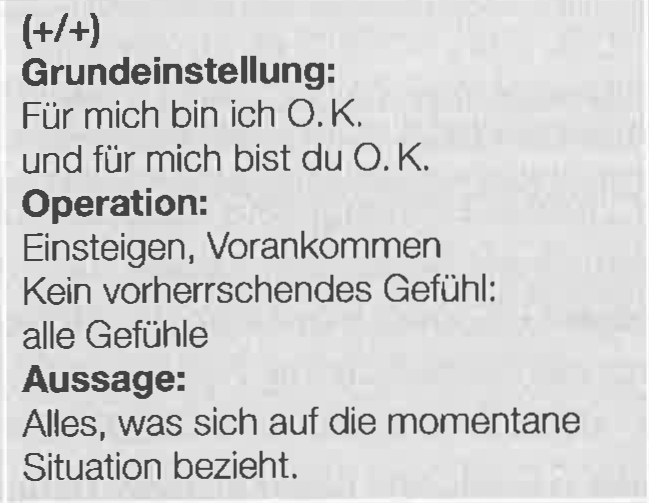 (+/+)
Grundeinstellung:
Für mich bin ich O. K.
und für mich bist du O. K.
Operation:
Einsteigen, Vorankommen
Kein vorherrschendes Gefühl:
alle Gefühle
Aussage:
Alles, was sich auf die momentane
Situation bezieht.